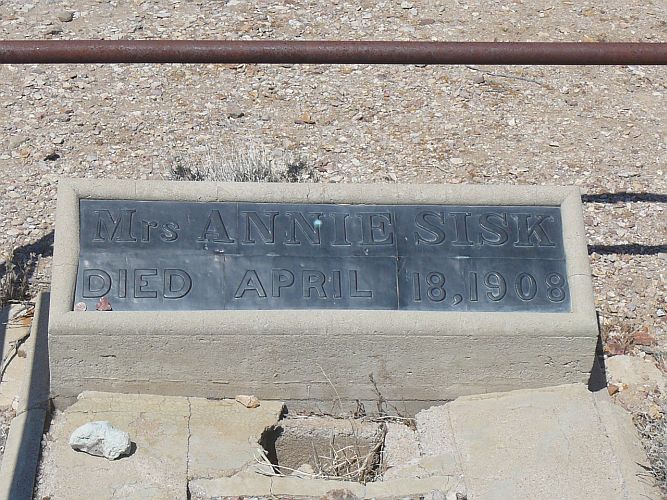 Mrs ANNIE SISK
DIED APRIL 18,1908